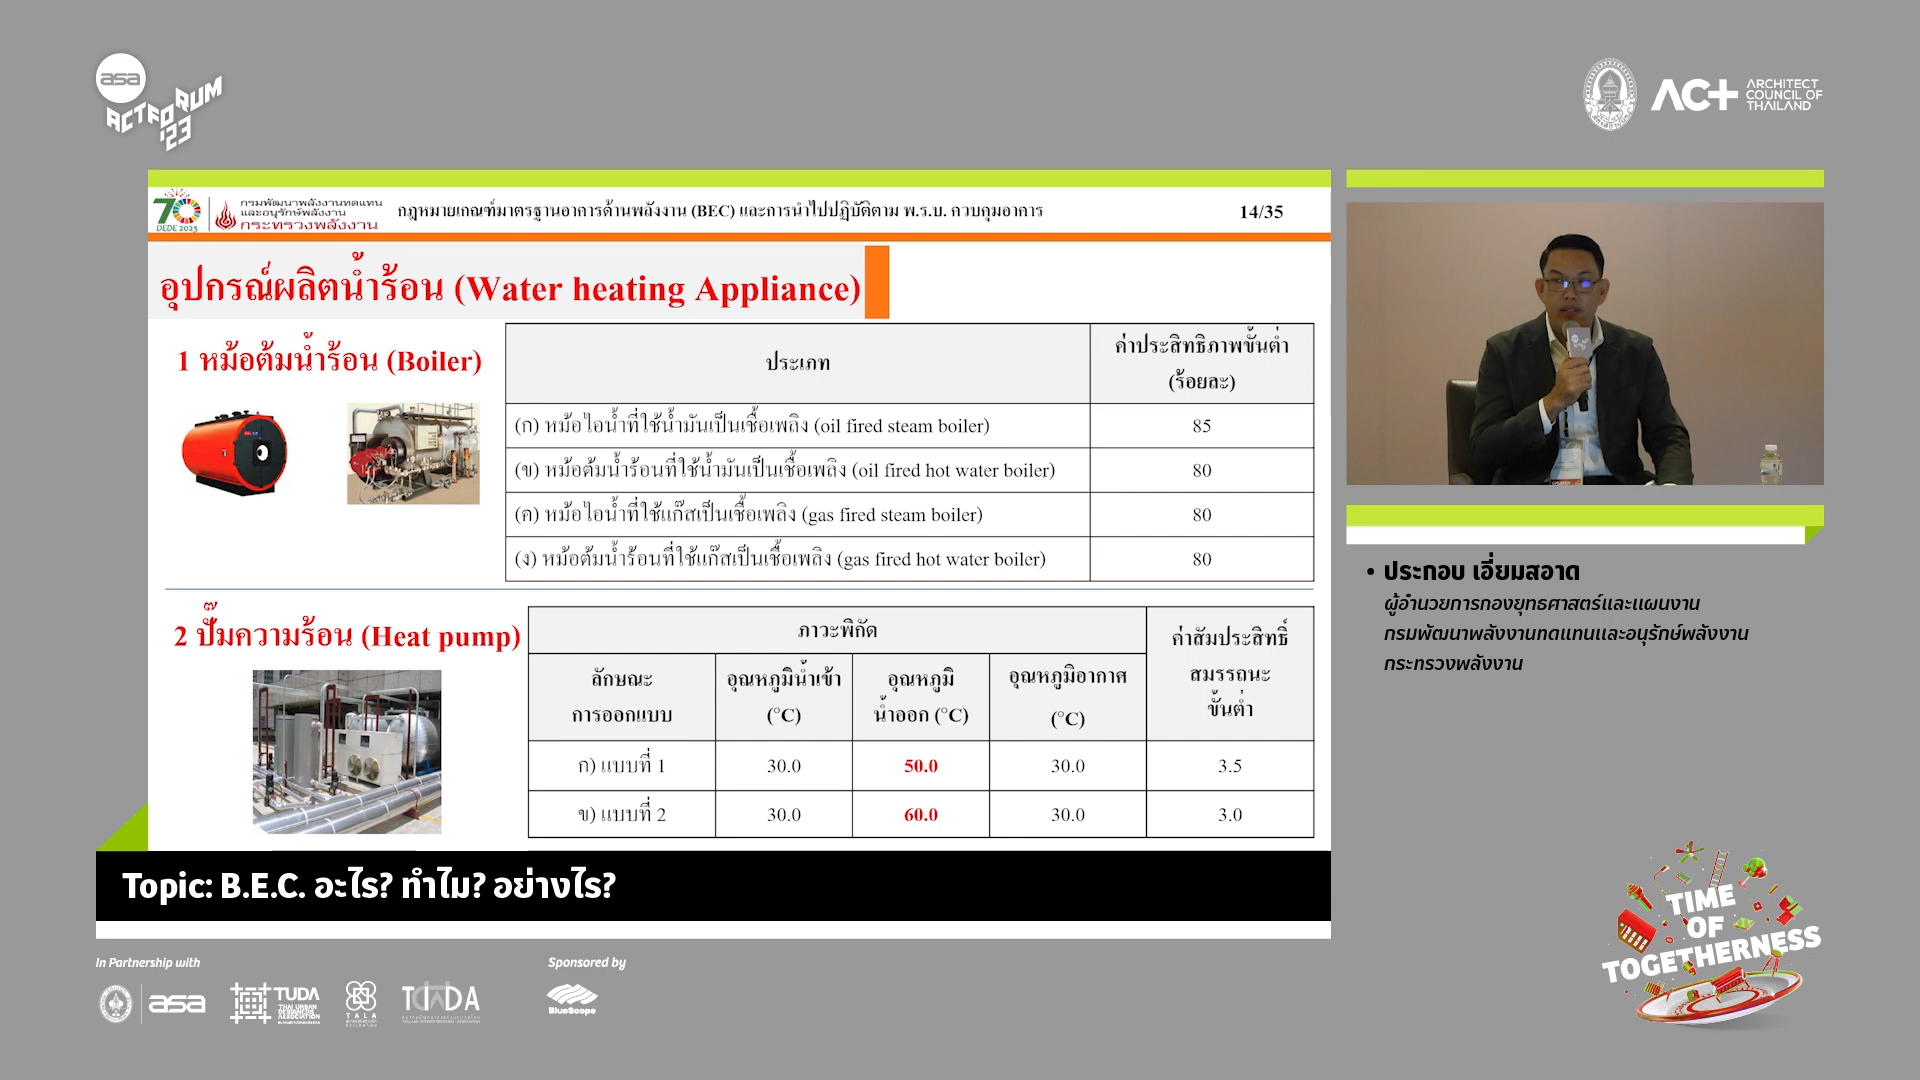 asa
ACTFORUM
'23
ACT
ARCHITECT
COUNCIL OF
THAILAND
70
DEDE 2023
กรมพัฒนาพลังงานทดแทน
และอนุรักษ์พลังงาน
กระทรวงพลังงาน
กฎหมายเกณฑ์มาตรฐานอาคารด้านพลังงาน (BEC) และการนำไปปฏิบัติตาม พ.ร.บ. ควบคุมอาคาร
14/35
อุปกรณ์ผลิตน้ำร้อน (Water heating Appliance)
1 หม้อต้มน้ำร้อน (Boiler)
ประเภท
ค่าประสิทธิภาพขั้นต่ำ
(ร้อยละ)
(ก) หม้อไอน้ำที่ใช้น้ำมันเป็นเชื้อเพลิง (oil fired steam boiler) 85
(ข) หม้อต้มน้ำร้อนที่ใช้น้ำมันเป็นเชื้อเพลิง (oil fired hot water boiler) 80
(ค) หม้อไอน้ำที่ใช้แก๊สเป็นเชื้อเพลิง (gas fired steam boiler) 80
(ง) หม้อต้มน้ำร้อนที่ใช้แก๊สเป็นเชื้อเพลิง (gas fired hot water boiler) 80
2 ปั๊มความร้อน (Heat pump)
ภาวะพิกัด
ค่าสัมประสิทธิ์
สมรรถนะ
ขั้นต่ำ
ลักษณะ
การออกแบบ
อุณหภูมิน้ำเข้า
(°C)
อุณหภูมิ
น้ำออก (°C)
อุณหภูมิอากาศ
(°C)
ก) แบบที่ 1 30.0 50.0 30.0 3.5
ข) แบบที่ 2 30.0 60.0 30.0 3.0
• ประกอบ เอี่ยมสอาด
ผู้อำนวยการกองยุทธศาสตร์และแผนงาน
กรมพัฒนาพลังงานทดแทนและอนุรักษ์พลังงาน
กระทรวงพลังงาน
Topic: B.E.C. อะไร? ทำไม? อย่างไร?
TIME
OF
TOGETHERNESS
In Partnership with
Sponsored by
asa
TUDA
THAI URBAN
DESIGNERS
ASSOCIATION
TALA
TIDA
BlueScope